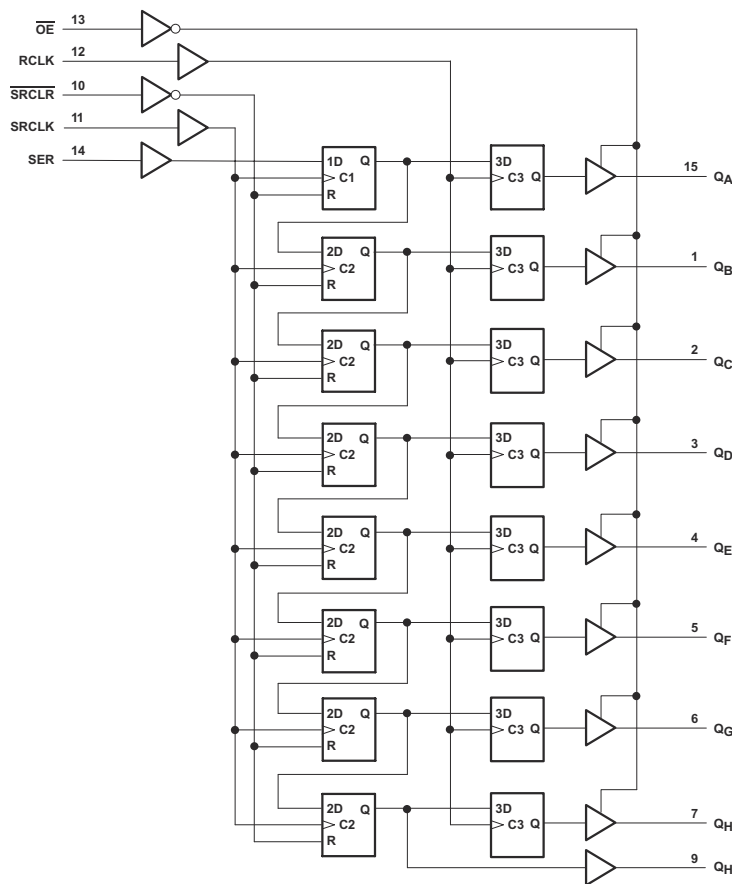 OE 13
RCLK 12
SRCLR 10
SRCLK 11
SER 14
1D Q
C1
R
3D
C3 Q
15 QA
2D Q
C2
R
3D
C3 Q
1 QB
2D Q
C2
R
3D
C3 Q
2 QC
2D Q
C2
R
3D
C3 Q
3 QD
2D Q
C2
R
3D
C3 Q
4 QE
2D Q
C2
R
3D
C3 Q
5 QF
2D Q
C2
R
3D
C3 Q
6 QG
2D Q
C2
R
3D
C3 Q
7 QH
9 QH